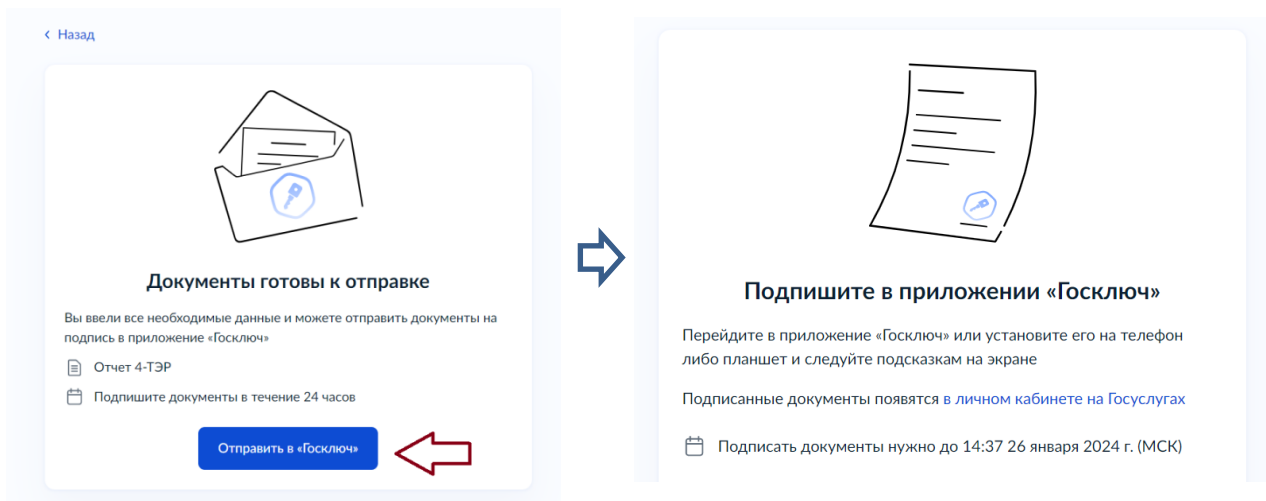 Назад
Документы готовы к отправке
Вы ввели все необходимые данные и можете отправить документы на
подпись в приложение «Госключ»
Отчет 4-ТЭР
Подпишите документы в течение 24 часов
Отправить в «Госключ»
Подпишите в приложении «Госключ»
Перейдите в приложение «Госключ» или установите его на телефон
либо планшет и следуйте подсказкам на экране
Подписанные документы появятся в личном кабинете на Госуслугах
Подписать документы нужно до 14:37 26 января 2024 г. (МСК)